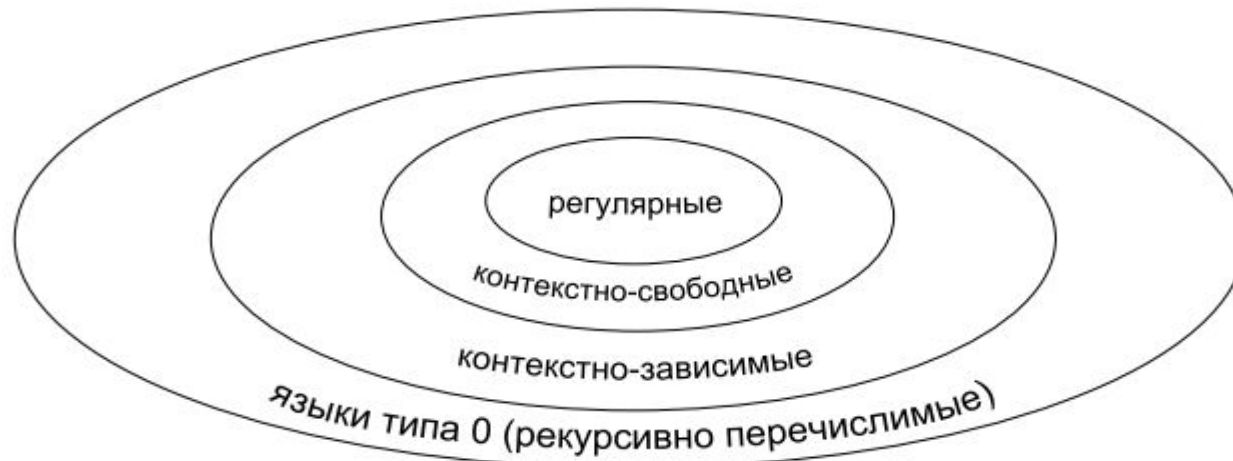 регулярные
контекстно-свободные
контекстно-зависимые
языки типа 0 (рекурсивно перечислимые)